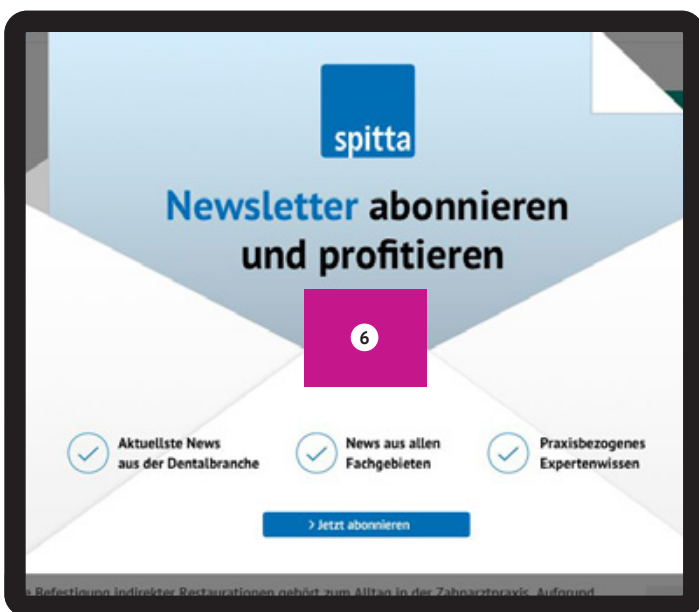 spitta
Newsletter abonnieren
und profitieren
6
Aktuellste News
aus der Dentalbranche
News aus allen
Fachgebieten
Praxisbezogenes
Expertenwissen
> Jetzt abonnieren
Befestigung indirekter Restaurationen gehört zum Alltag in der Zahnarztpraxis. Aufgrund